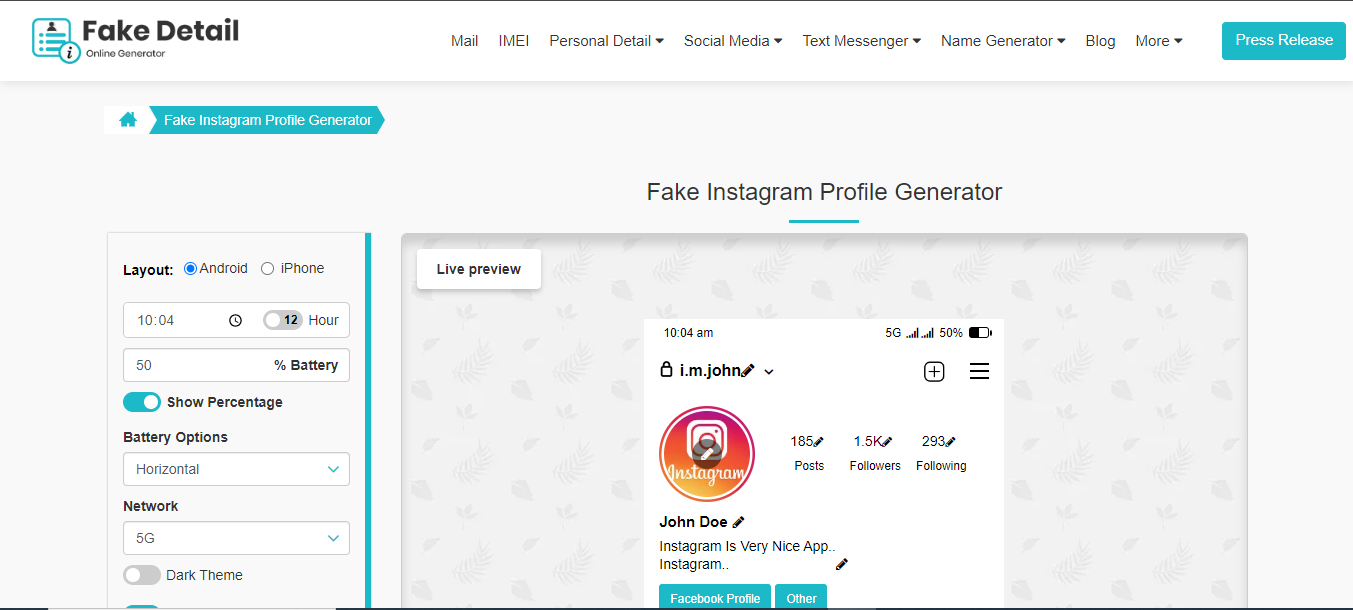 Fake Detail
Online Generator
Mail IMEI Personal Detail Social Media Text Messenger Name Generator Blog More Press Release
Fake Instagram Profile Generator
Fake Instagram Profile Generator
Layout: Android iPhone
10:04 12 Hour
50 % Battery
Show Percentage
Battery Options
Horizontal
Network
5G
Dark Theme
Live preview
10:04 am 5G 50%
i.m.john
Instagram
185 1.5K 293
Posts Followers Following
John Doe
Instagram Is Very Nice App..
Instagram..
Facebook Profile Other